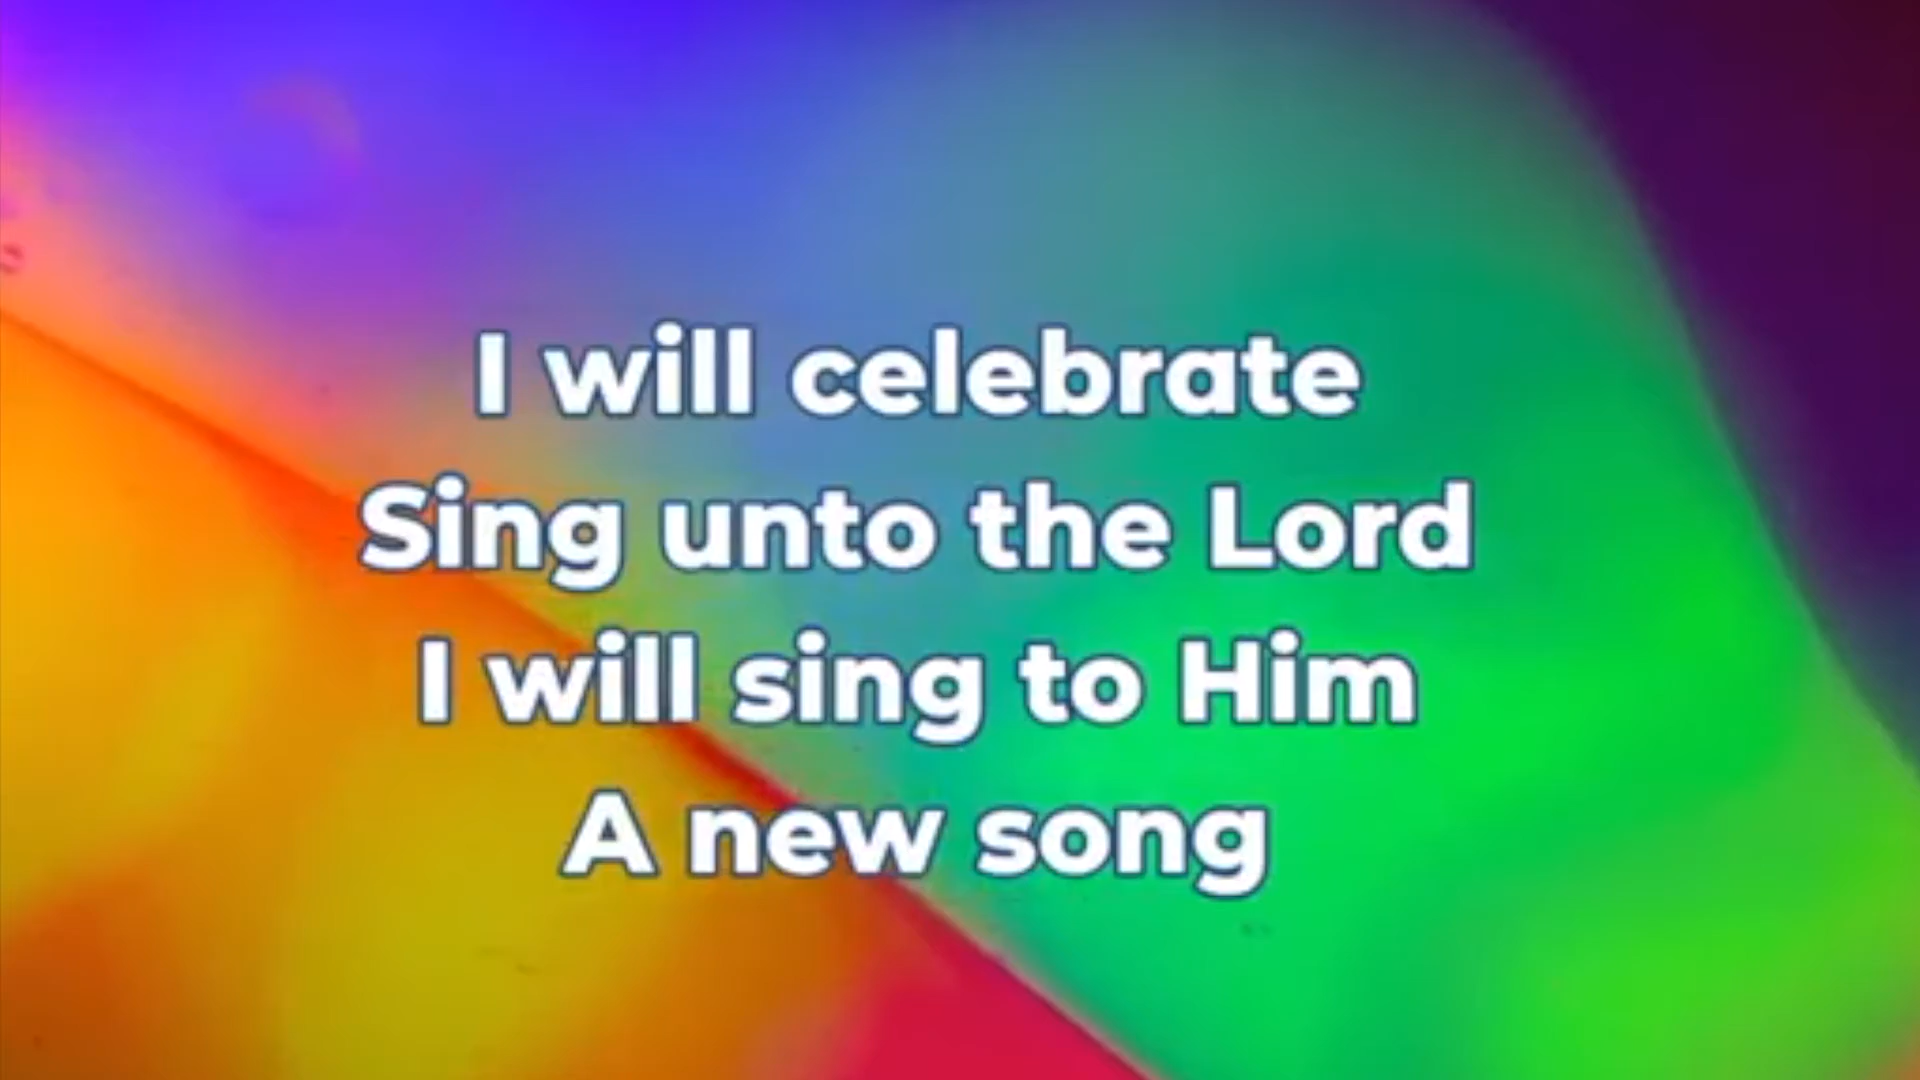 I will celebrate
Sing unto the Lord
I will sing to Him
A new song